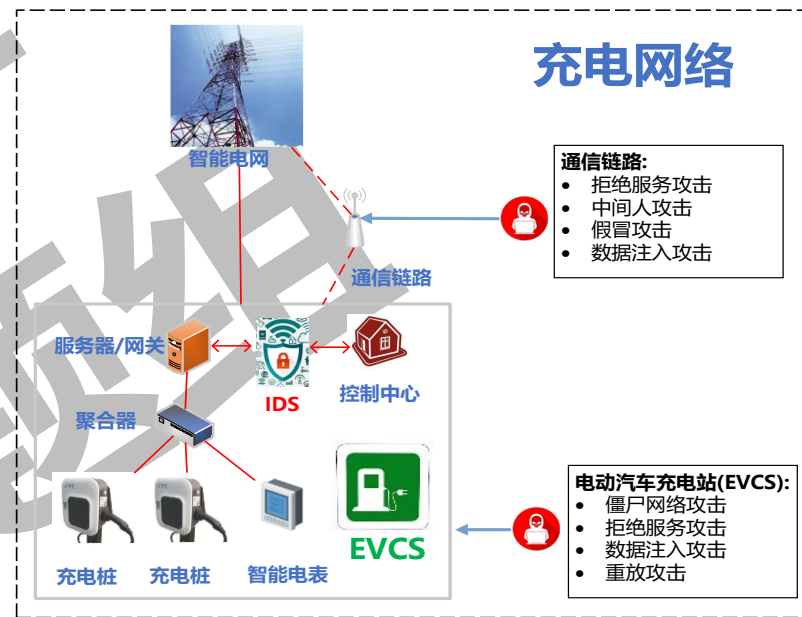 充电网络
智能电网
通信链路:
• 拒绝服务攻击
• 中间人攻击
• 假冒攻击
• 数据注入攻击
通信链路
服务器/网关
IDS
控制中心
聚合器
EVCS
充电桩
充电桩
智能电表
电动汽车充电站(EVCS):
• 僵尸网络攻击
• 拒绝服务攻击
• 数据注入攻击
• 重放攻击